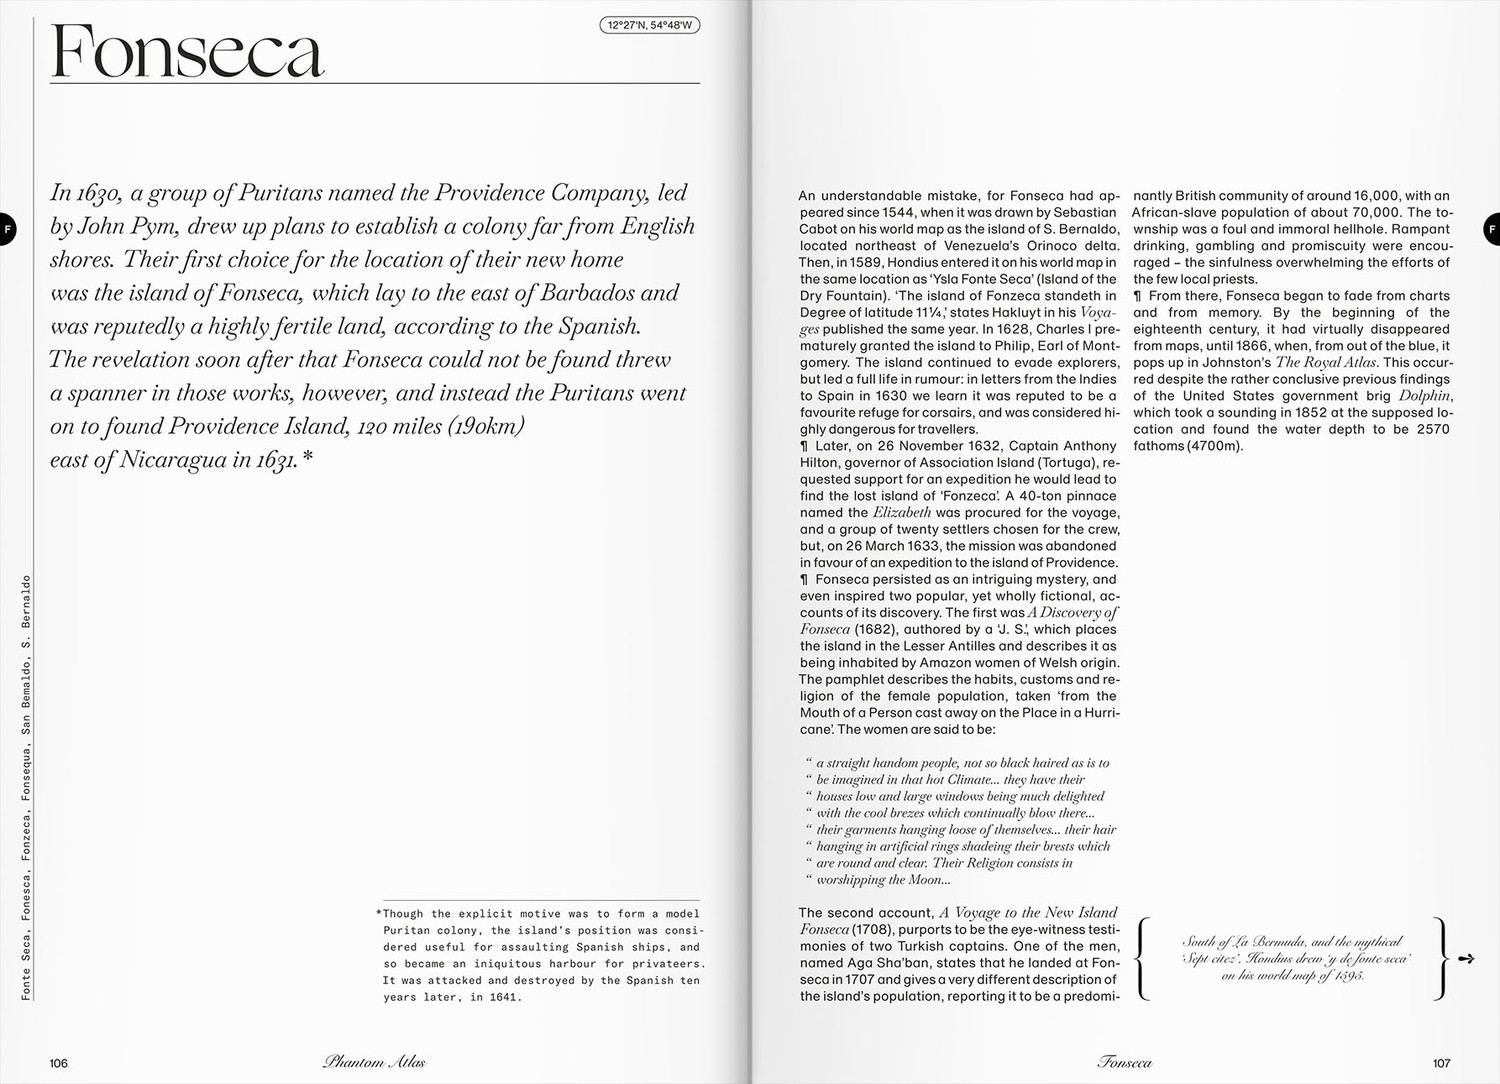 Fonseca
12°27'N, 54°48'W
In 1630, a group of Puritans named the Providence Company, led
by John Pym, drew up plans to establish a colony far from English
shores. Their first choice for the location of their new home
was the island of Fonseca, which lay to the east of Barbados and
was reputedly a highly fertile land, according to the Spanish.
The revelation soon after that Fonseca could not be found threw
a spanner in those works, however, and instead the Puritans went
on to found Providence Island, 120 miles (190km)
east of Nicaragua in 1631.*
F
Fonte Seca, Fonesca, Fonzeca, Fonsequa, San Bemaldo, S. Bernaldo
*Though the explicit motive was to form a model
Puritan colony, the island's position was consi-
dered useful for assaulting Spanish ships, and
so became an iniquitous harbour for privateers.
It was attacked and destroyed by the Spanish ten
years later, in 1641.
106
Phantom Atlas
An understandable mistake, for Fonseca had ap-
peared since 1544, when it was drawn by Sebastian
Cabot on his world map as the island of S. Bernaldo,
located northeast of Venezuela's Orinoco delta.
Then, in 1589, Hondius entered it on his world map in
the same location as 'Ysla Fonte Seca' (Island of the
Dry Fountain). 'The island of Fonzeca standeth in
Degree of latitude 11¼,' states Hakluyt in his Voya-
ges published the same year. In 1628, Charles I pre-
maturely granted the island to Philip, Earl of Mont-
gomery. The island continued to evade explorers,
but led a full life in rumour: in letters from the Indies
to Spain in 1630 we learn it was reputed to be a
favourite refuge for corsairs, and was considered hi-
ghly dangerous for travellers.
¶ Later, on 26 November 1632, Captain Anthony
Hilton, governor of Association Island (Tortuga), re-
quested support for an expedition he would lead to
find the lost island of 'Fonzeca'. A 40-ton pinnace
named the Elizabeth was procured for the voyage,
and a group of twenty settlers chosen for the crew,
but, on 26 March 1633, the mission was abandoned
in favour of an expedition to the island of Providence.
¶ Fonseca persisted as an intriguing mystery, and
even inspired two popular, yet wholly fictional, ac-
counts of its discovery. The first was A Discovery of
Fonseca (1682), authored by a 'J. S.', which places
the island in the Lesser Antilles and describes it as
being inhabited by Amazon women of Welsh origin.
The pamphlet describes the habits, customs and re-
ligion of the female population, taken 'from the
Mouth of a Person cast away on the Place in a Hurri-
cane'. The women are said to be:
“ a straight handom people, not so black haired as is to
“ be imagined in that hot Climate... they have their
“ houses low and large windows being much delighted
“ with the cool brezes which continually blow there...
“ their garments hanging loose of themselves... their hair
“ hanging in artificial rings shadeing their brests which
“ are round and clear. Their Religion consists in
“ worshipping the Moon...
The second account, A Voyage to the New Island
Fonseca (1708), purports to be the eye-witness testi-
monies of two Turkish captains. One of the men,
named Aga Sha'ban, states that he landed at Fon-
seca in 1707 and gives a very different description of
the island's population, reporting it to be a predomi-
nantly British community of around 16,000, with an
African-slave population of about 70,000. The to-
wnship was a foul and immoral hellhole. Rampant
drinking, gambling and promiscuity were encou-
raged – the sinfulness overwhelming the efforts of
the few local priests.
¶ From there, Fonseca began to fade from charts
and from memory. By the beginning of the
eighteenth century, it had virtually disappeared
from maps, until 1866, when, from out of the blue, it
pops up in Johnston's The Royal Atlas. This occur-
red despite the rather conclusive previous findings
of the United States government brig Dolphin,
which took a sounding in 1852 at the supposed lo-
cation and found the water depth to be 2570
fathoms (4700m).
F
South of La Bermuda, and the mythical
'Sept citez', Hondius drew 'y de fonte seca'
on his world map of 1595.
Fonseca
107